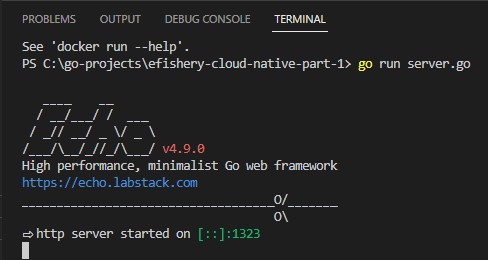 PROBLEMS OUTPUT DEBUG CONSOLE TERMINAL
See 'docker run --help'.
PS C:\go-projects\efishery-cloud-native-part-1> go run server.go
   ____    __
  / __/___/ /  ___
 / _// __/ _ \/ _ \
/___/\__/_//_/\___/ v4.9.0
High performance, minimalist Go web framework
https://echo.labstack.com
____________________________________O/_______
                                    O\
⇨ http server started on [::]:1323